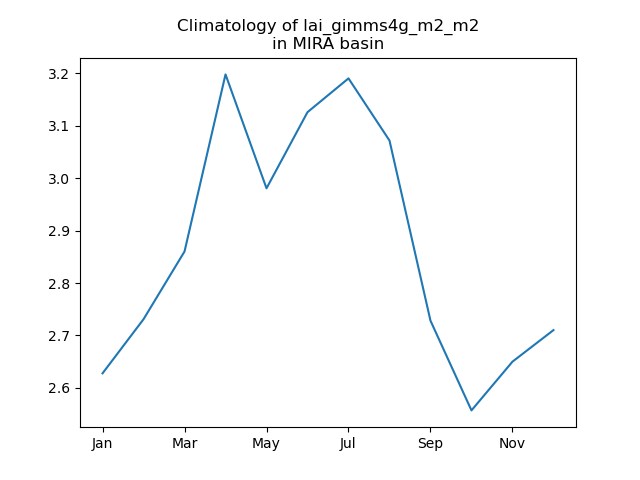 Climatology of lai_gimms4g_m2_m2
in MIRA basin
3.2
3.1
3.0
2.9
2.8
2.7
2.6
Jan Mar May Jul Sep Nov